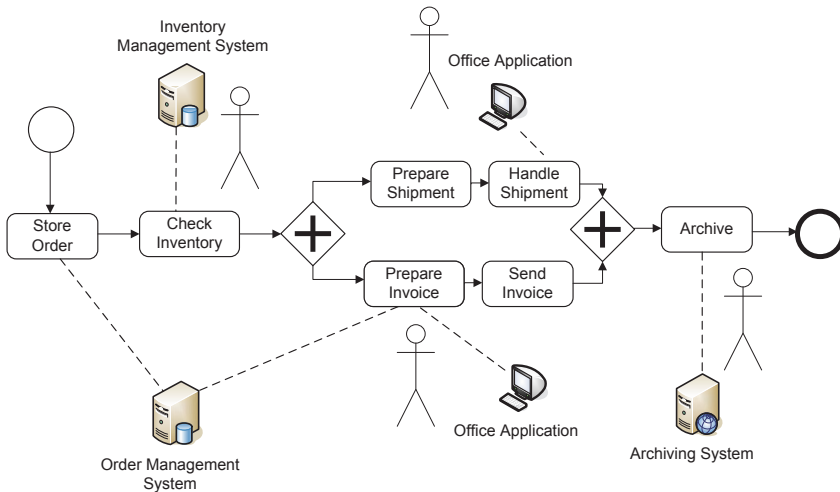 Inventory
Management System
Office Application
Prepare
Shipment
Handle
Shipment
Store
Order
Check
Inventory
Archive
Prepare
Invoice
Send
Invoice
Order Management
System
Office Application
Archiving System